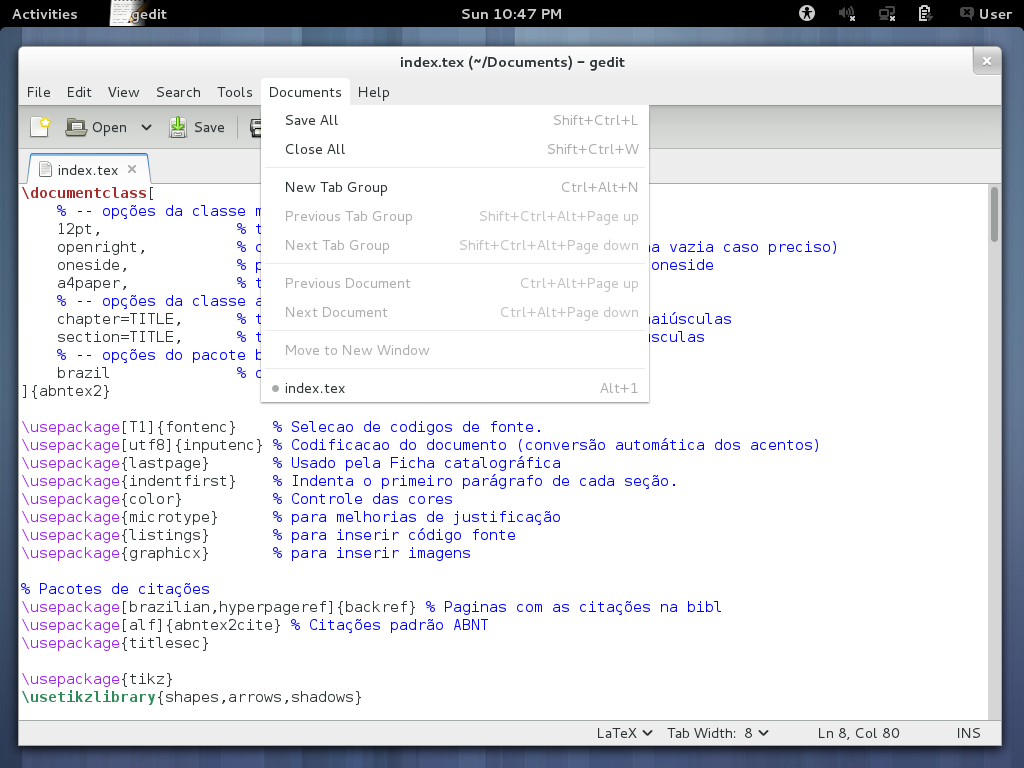 Activities gedit Sun 10:47 PM User
index.tex (~/Documents) - gedit
File Edit View Search Tools Documents Help
Open Save
Save All Shift+Ctrl+L
Close All Shift+Ctrl+W
New Tab Group Ctrl+Alt+N
Previous Tab Group Shift+Ctrl+Alt+Page up
Next Tab Group Shift+Ctrl+Alt+Page down
Previous Document Ctrl+Alt+Page up
Next Document Ctrl+Alt+Page down
Move to New Window
index.tex Alt+1
index.tex
\documentclass[
% -- opções da classe
12pt, %
openright, % vazia caso preciso)
oneside, % oneside
a4paper, %
% -- opções da classe
chapter=TITLE, %
section=TITLE, %
% -- opções do pacote
brazil %
]{abntex2}
\usepackage[T1]{fontenc} % Selecao de codigos de fonte.
\usepackage[utf8]{inputenc} % Codificacao do documento (conversão automática dos acentos)
\usepackage{lastpage} % Usado pela Ficha catalográfica
\usepackage{indentfirst} % Indenta o primeiro parágrafo de cada seção.
\usepackage{color} % Controle das cores
\usepackage{microtype} % para melhorias de justificação
\usepackage{listings} % para inserir código fonte
\usepackage{graphicx} % para inserir imagens
% Pacotes de citações
\usepackage[brazilian,hyperpageref]{backref} % Paginas com as citações na bibl
\usepackage[alf]{abntex2cite} % Citações padrão ABNT
\usepackage{titlesec}
\usepackage{tikz}
\usetikzlibrary{shapes,arrows,shadows}
LaTeX Tab Width: 8 Ln 8, Col 80 INS